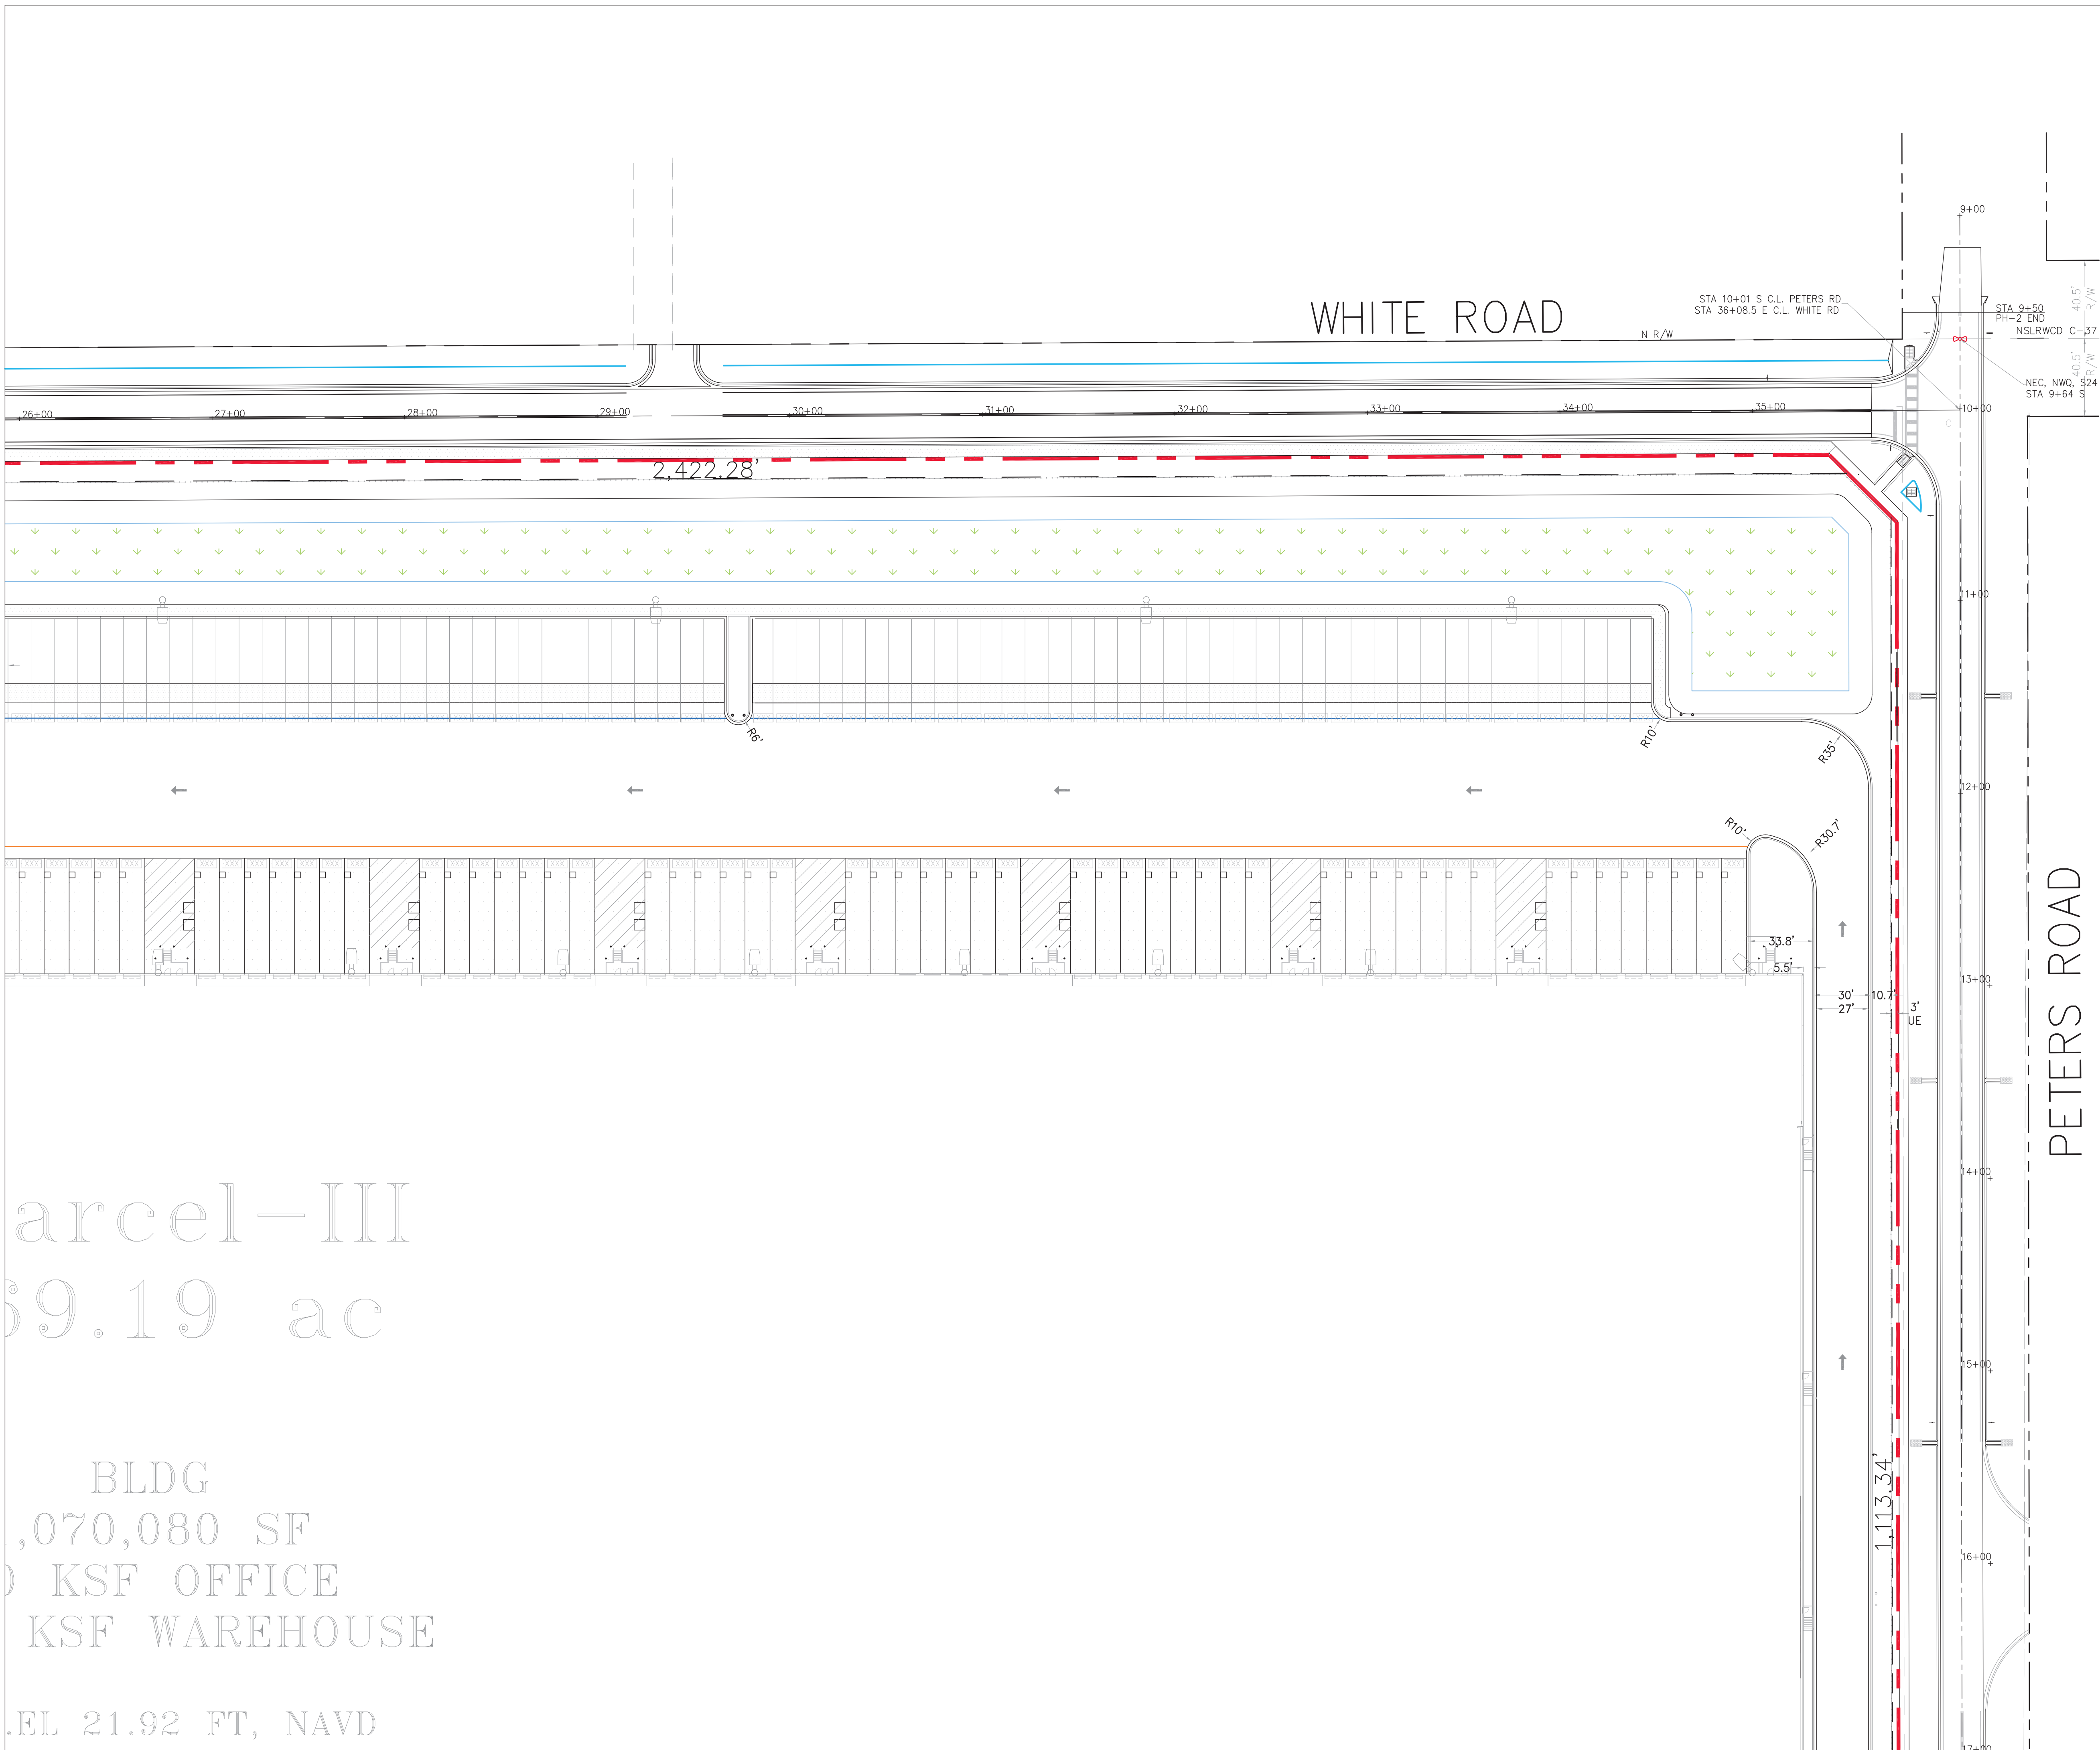 9+00
WHITE ROAD
STA 10+01 S C.L. PETERS RD
STA 36+08.5 E C.L. WHITE RD
N R/W
STA 9+50
PH-2 END
NSLRWCD C-37
40.5'
R/W
40.5'
R/W
NEC, NWQ, S24
STA 9+64 S
26+00
27+00
28+00
29+00
30+00
31+00
32+00
33+00
34+00
35+00
10+00
C
2,422.28'
11+00
R6'
R10'
R35'
12+00
R10'
R30.7'
33.8'
5.5'
13+00
30'
10.7'
27'
3'
UE
PETERS ROAD
14+00
arcel-III
69.19 ac
15+00
1,113.34'
BLDG
,070,080 SF
0 KSF OFFICE
KSF WAREHOUSE
16+00
.EL 21.92 FT, NAVD
17+00